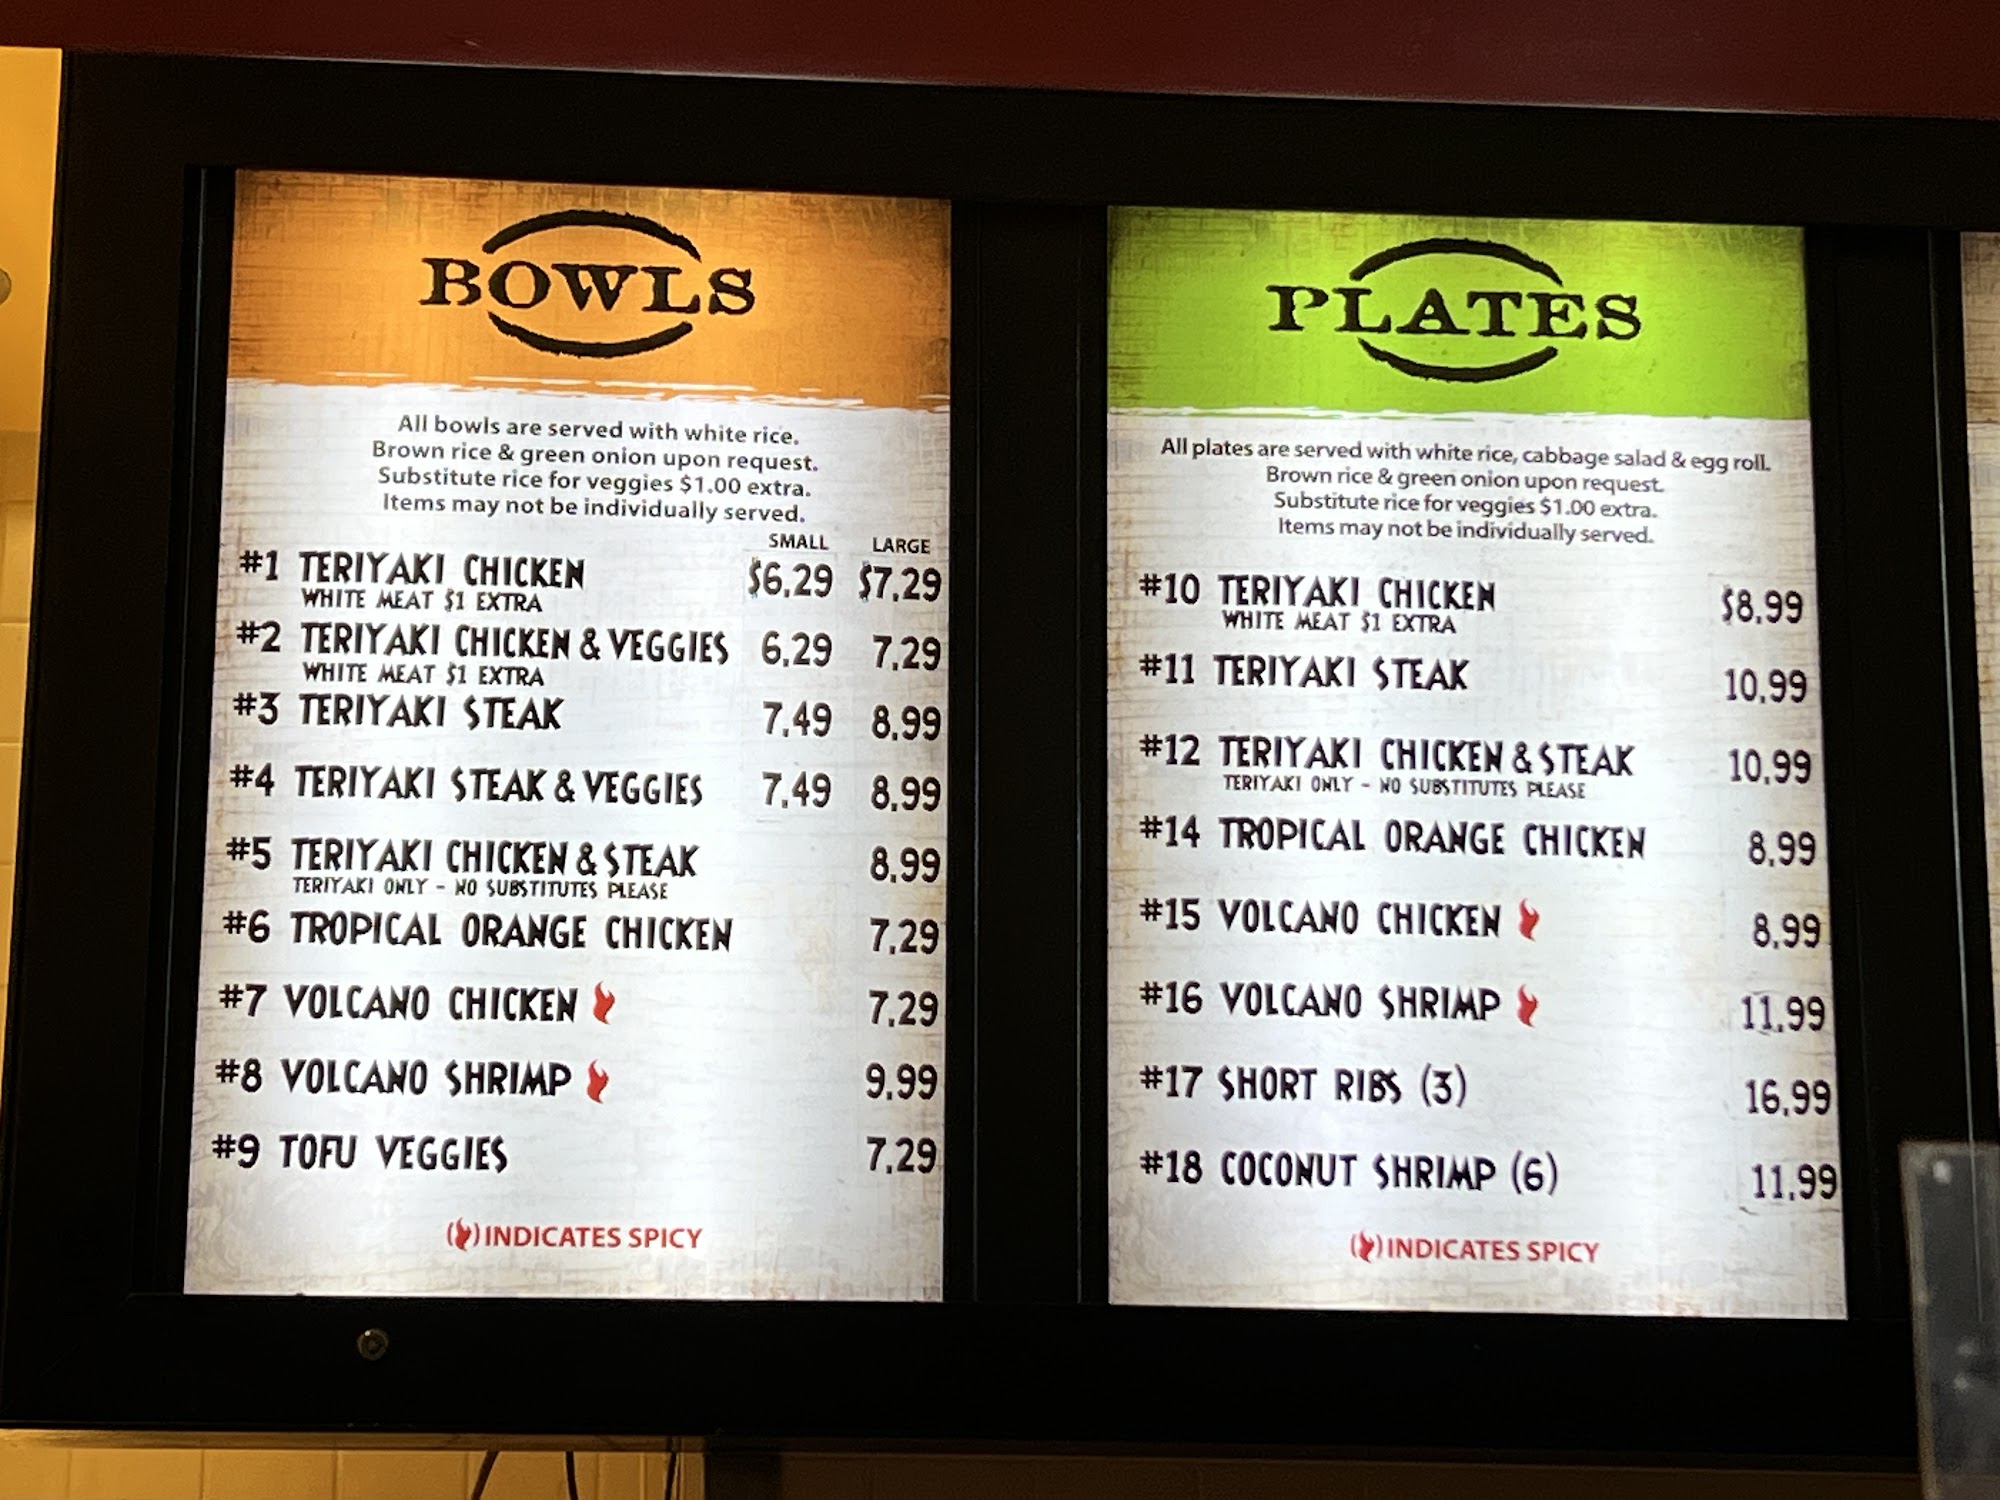 BOWLS
All bowls are served with white rice.
Brown rice & green onion upon request.
Substitute rice for veggies $1.00 extra.
Items may not be individually served.
SMALL LARGE
#1 TERIYAKI CHICKEN $6.29 $7.29
WHITE MEAT $1 EXTRA
#2 TERIYAKI CHICKEN & VEGGIES 6.29 7.29
WHITE MEAT $1 EXTRA
#3 TERIYAKI STEAK 7.49 8.99
#4 TERIYAKI STEAK & VEGGIES 7.49 8.99
#5 TERIYAKI CHICKEN & STEAK 8.99
TERIYAKI ONLY - NO SUBSTITUTES PLEASE
#6 TROPICAL ORANGE CHICKEN 7.29
#7 VOLCANO CHICKEN 7.29
#8 VOLCANO SHRIMP 9.99
#9 TOFU VEGGIES 7.29
( ) INDICATES SPICY
PLATES
All plates are served with white rice, cabbage salad & egg roll.
Brown rice & green onion upon request.
Substitute rice for veggies $1.00 extra.
Items may not be individually served.
#10 TERIYAKI CHICKEN $8.99
WHITE MEAT $1 EXTRA
#11 TERIYAKI STEAK 10.99
#12 TERIYAKI CHICKEN & STEAK 10.99
TERIYAKI ONLY - NO SUBSTITUTES PLEASE
#14 TROPICAL ORANGE CHICKEN 8.99
#15 VOLCANO CHICKEN 8.99
#16 VOLCANO SHRIMP 11.99
#17 SHORT RIBS (3) 16.99
#18 COCONUT SHRIMP (6) 11.99
( ) INDICATES SPICY